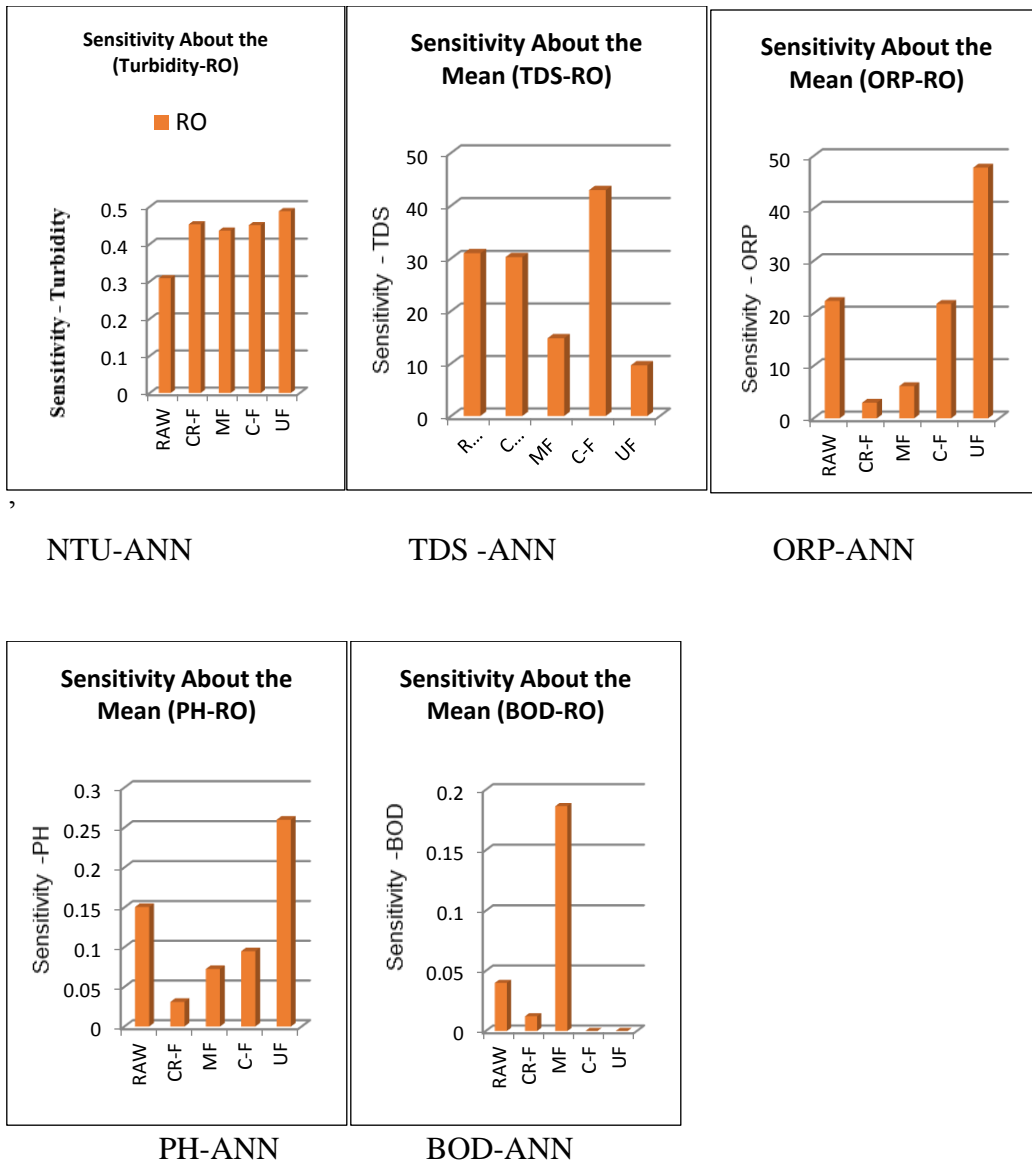 Sensitivity About the
(Turbidity-RO)
RO
Sensitivity - Turbidity
0.5
0.4
0.3
0.2
0.1
0
RAW
CR-F
MF
C-F
UF
Sensitivity About the
Mean (TDS-RO)
Sensitivity - TDS
50
40
30
20
10
0
R...
C...
MF
C-F
UF
Sensitivity About the
Mean (ORP-RO)
Sensitivity - ORP
50
40
30
20
10
0
RAW
CR-F
MF
C-F
UF
,
NTU-ANN
TDS -ANN
ORP-ANN
Sensitivity About the
Mean (PH-RO)
Sensitivity -PH
0.3
0.25
0.2
0.15
0.1
0.05
0
RAW
CR-F
MF
C-F
UF
Sensitivity About the
Mean (BOD-RO)
Sensitivity -BOD
0.2
0.15
0.1
0.05
0
RAW
CR-F
MF
C-F
UF
PH-ANN
BOD-ANN